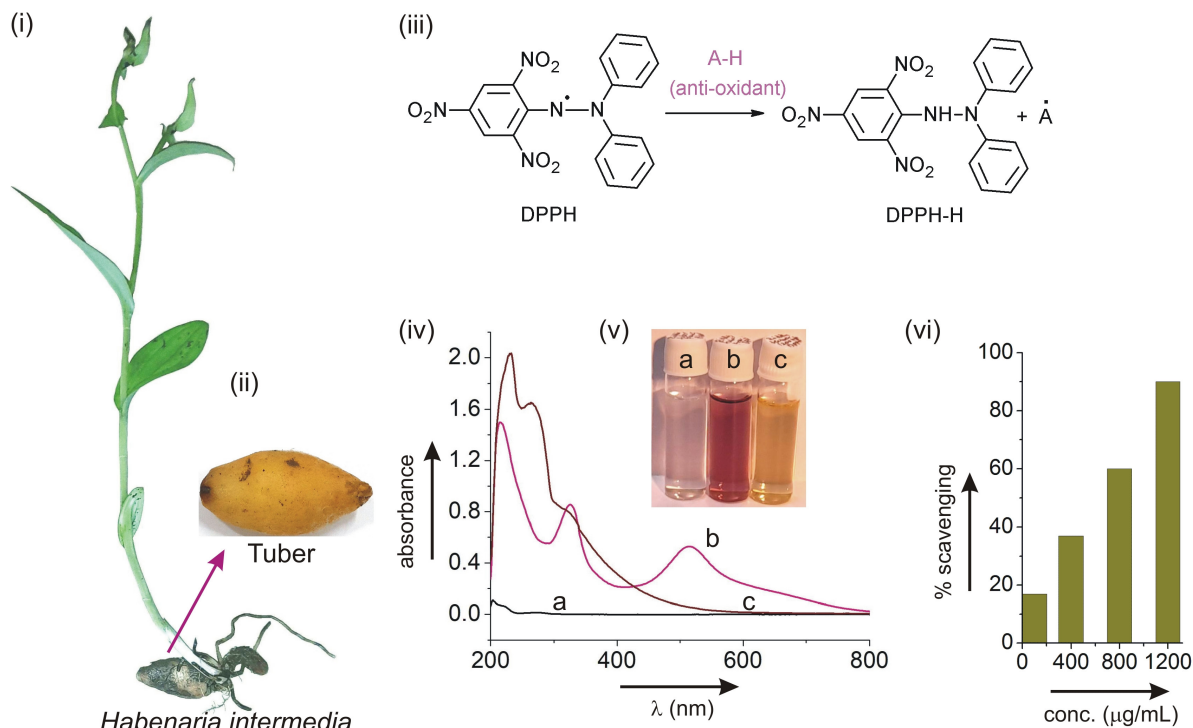 (i)
(ii)
Tuber
Habenaria intermedia
(iii)
O₂N
NO₂
N
•
N
NO₂
DPPH
A-H
(anti-oxidant)
O₂N
NO₂
NH
N
NO₂
+ Ȧ
DPPH-H
(iv)
absorbance
2.0
1.6
1.2
0.8
0.4
0.0
a
b
c
200
400
600
800
λ (nm)
(v)
a
b
c
(vi)
% scavenging
100
80
60
40
20
0
0
400
800
1200
conc. (μg/mL)